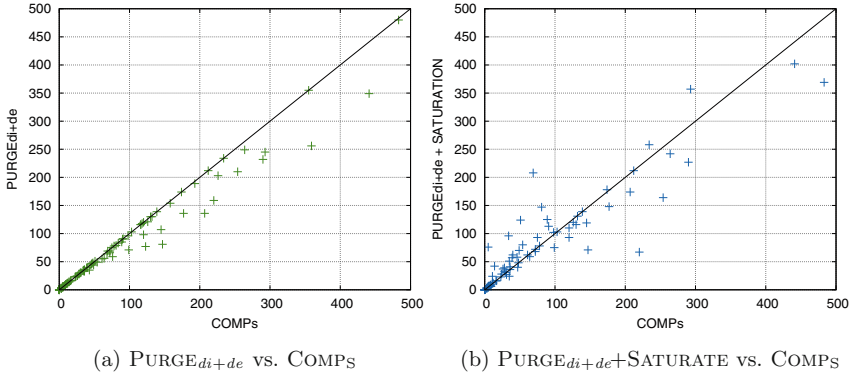 500
450
400
350
300
250
200
150
100
50
0
PURGEdi+de
0 100 200 300 400 500
COMPs
(a) PURGEdi+de vs. COMPS
500
450
400
350
300
250
200
150
100
50
0
PURGEdi+de + SATURATION
0 100 200 300 400 500
COMPs
(b) PURGEdi+de+SATURATE vs. COMPS